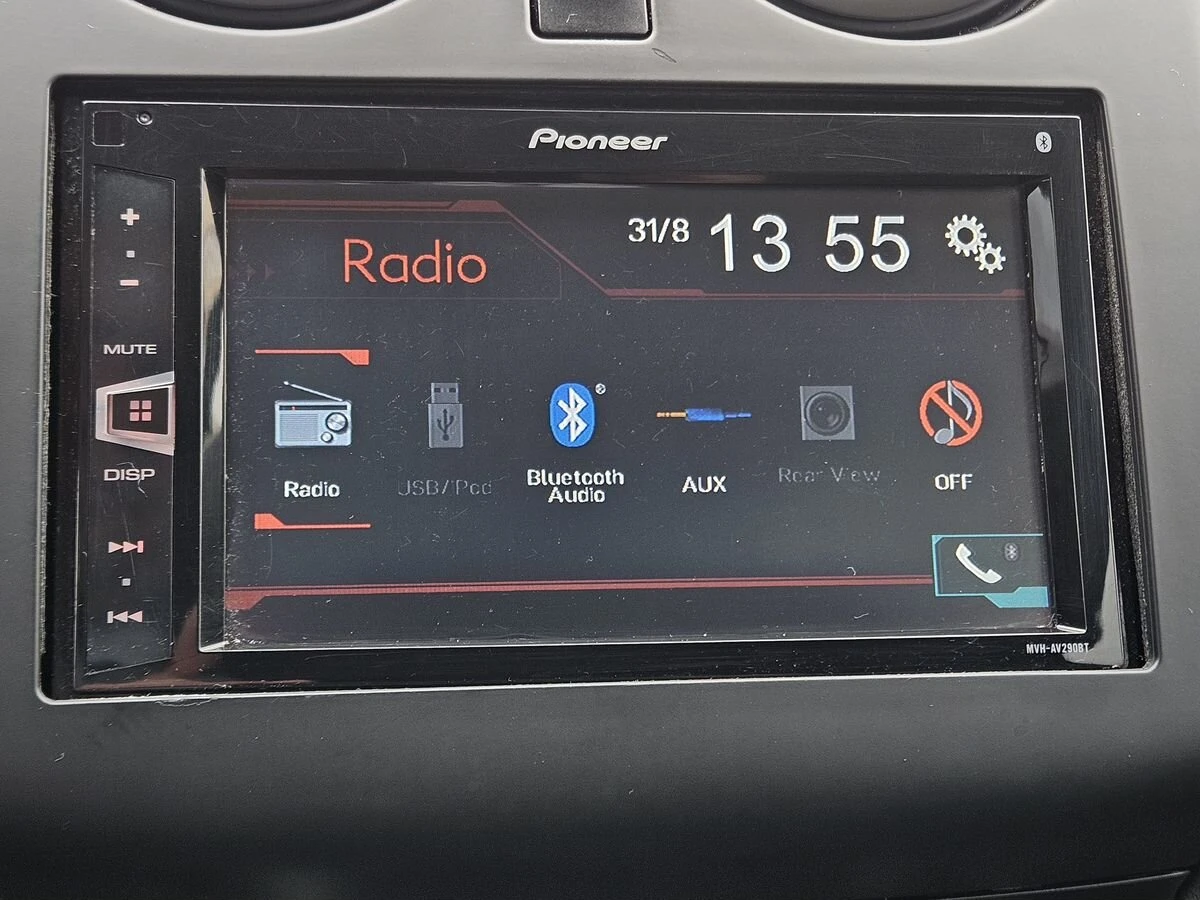 Pioneer
31/8 13 55
Radio
MUTE
DISP
Radio
USB/iPod
Bluetooth
Audio
AUX
Rear View
OFF
MVH-AV290BT